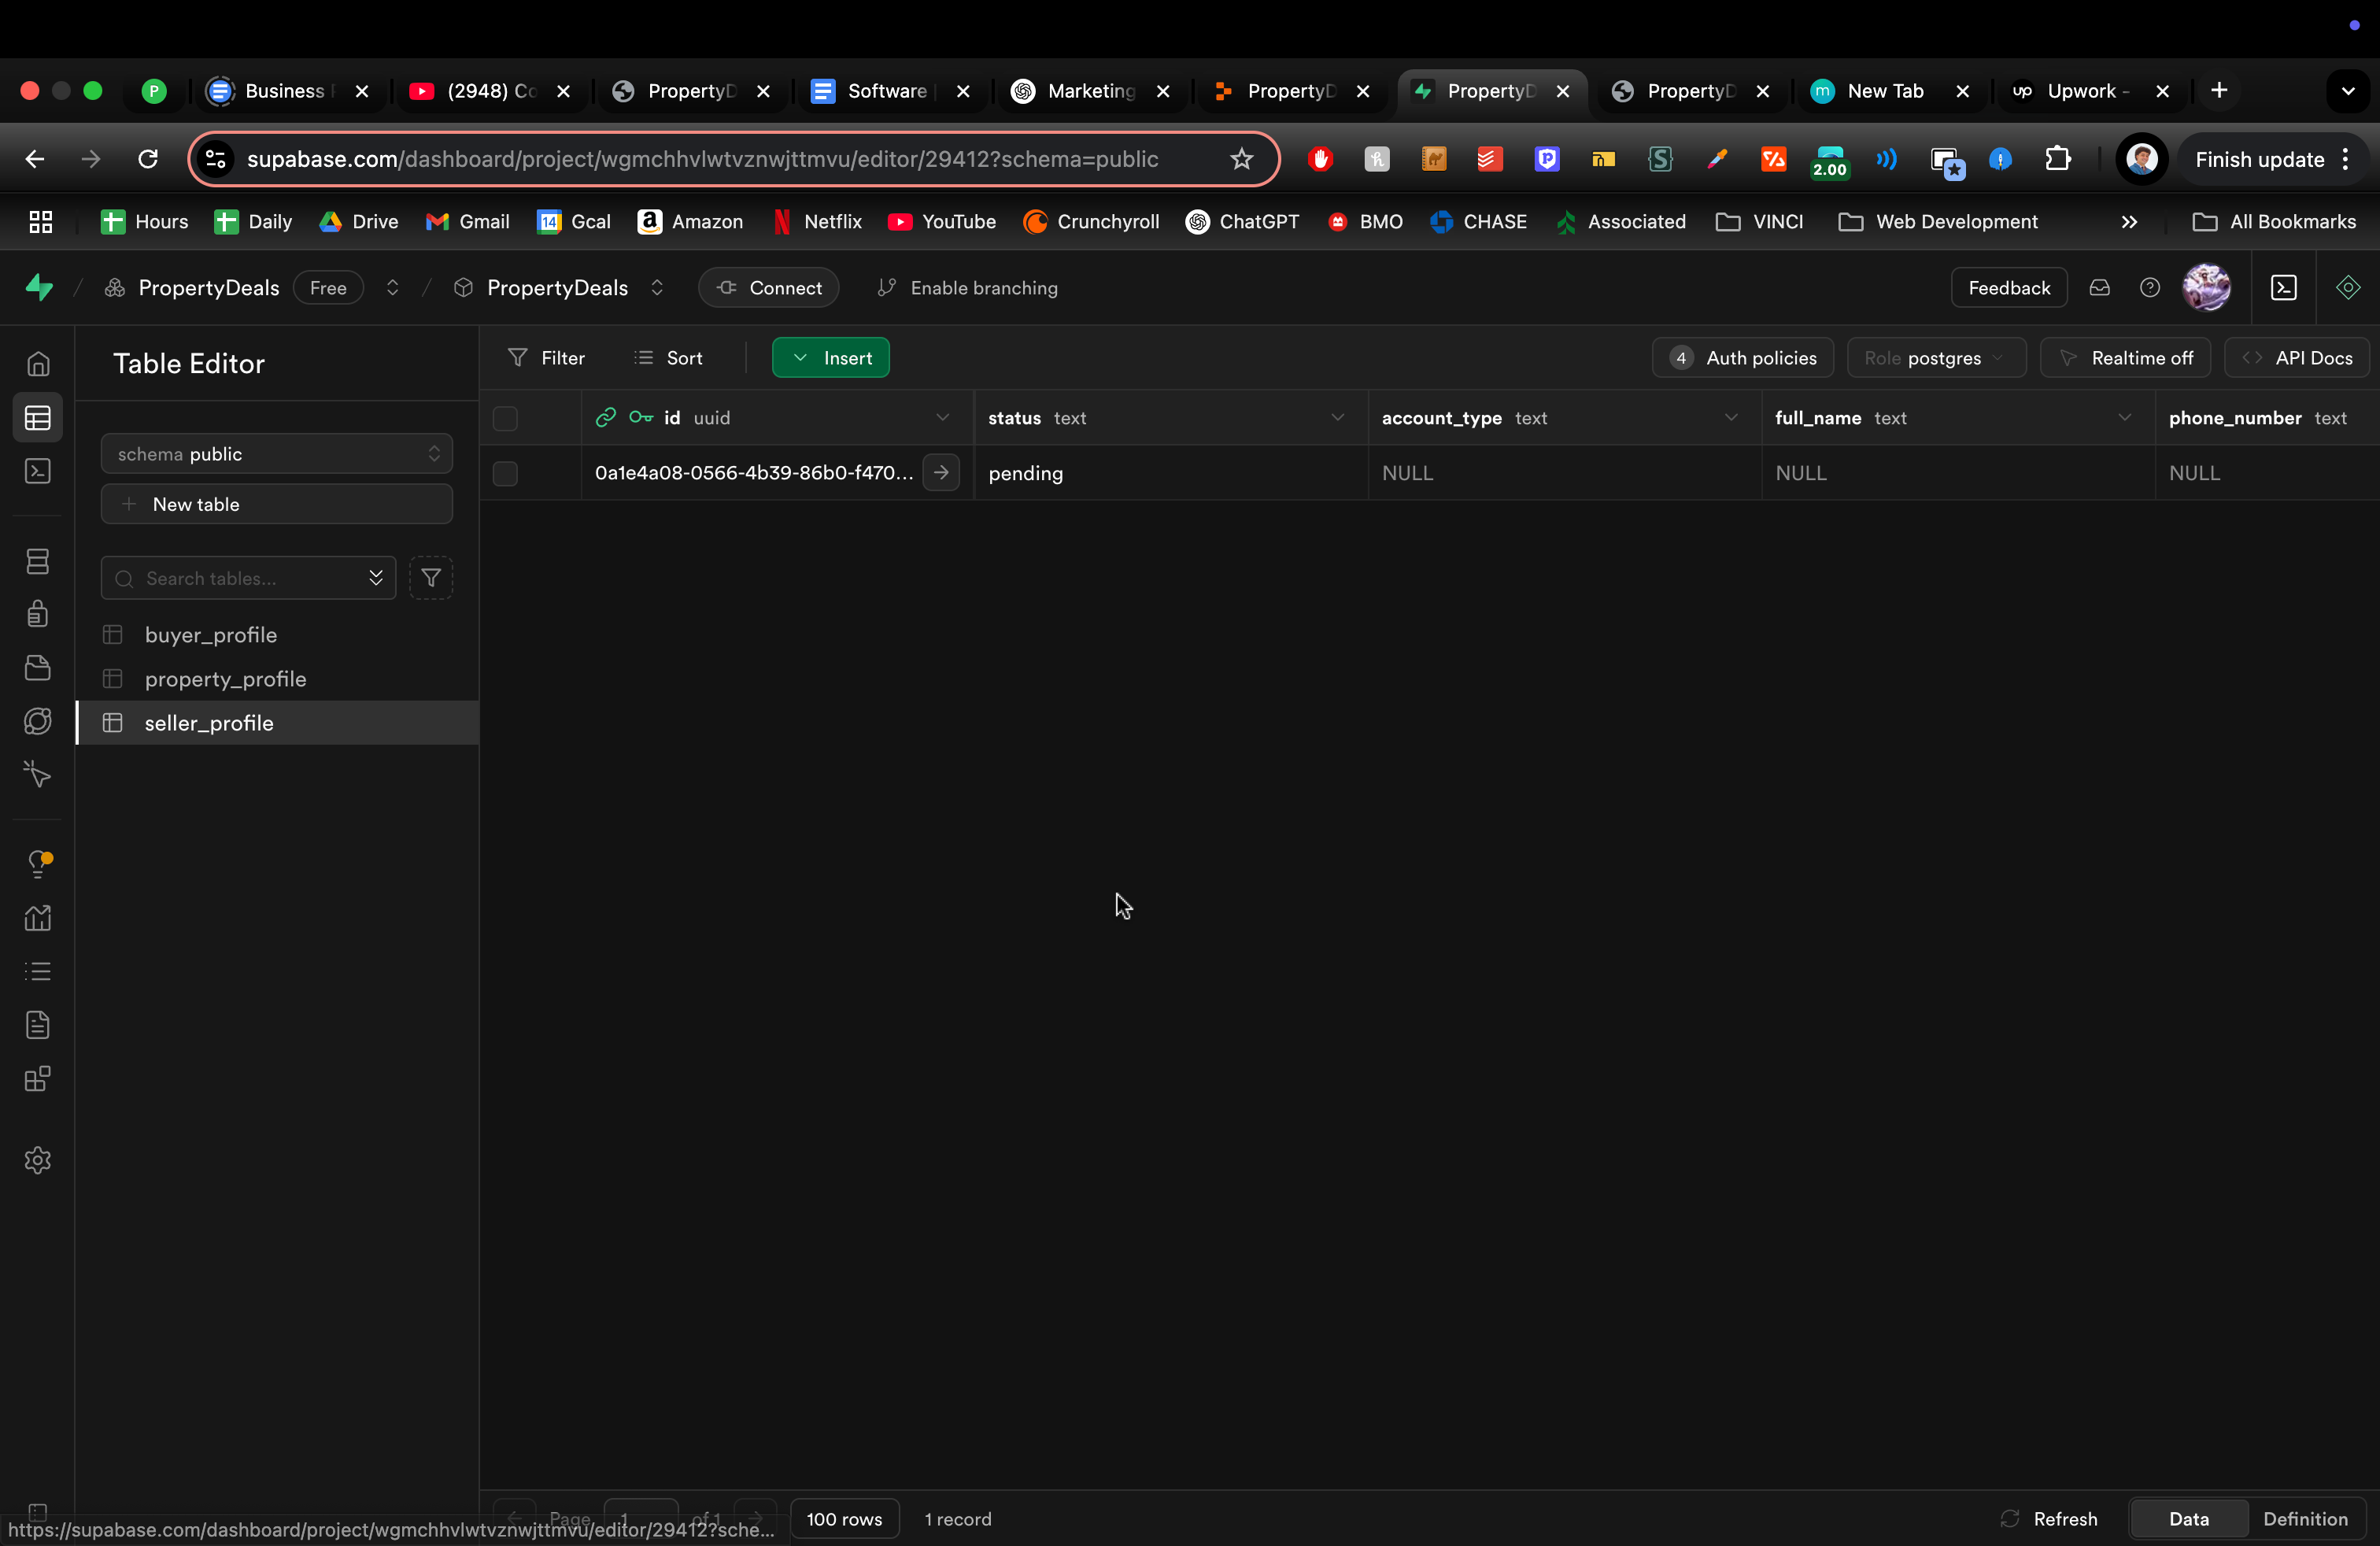 P Business (2948) Co PropertyD Software Marketing PropertyD PropertyD PropertyD New Tab Upwork -
supabase.com/dashboard/project/wgmchhvlwtvznwjttmvu/editor/29412?schema=public 2.00 Finish update
Hours Daily Drive Gmail 14 Gcal Amazon Netflix YouTube Crunchyroll ChatGPT BMO CHASE Associated VINCI Web Development All Bookmarks
PropertyDeals Free / PropertyDeals Connect Enable branching Feedback
Table Editor Filter Sort Insert 4 Auth policies Role postgres Realtime off API Docs
id uuid status text account_type text full_name text phone_number text
schema public
0a1e4a08-0566-4b39-86b0-f470... pending NULL NULL NULL
New table
Search tables...
buyer_profile
property_profile
seller_profile
Page 1 of 1 100 rows 1 record Refresh Data Definition
https://supabase.com/dashboard/project/wgmchhvlwtvznwjttmvu/editor/29412?sche...